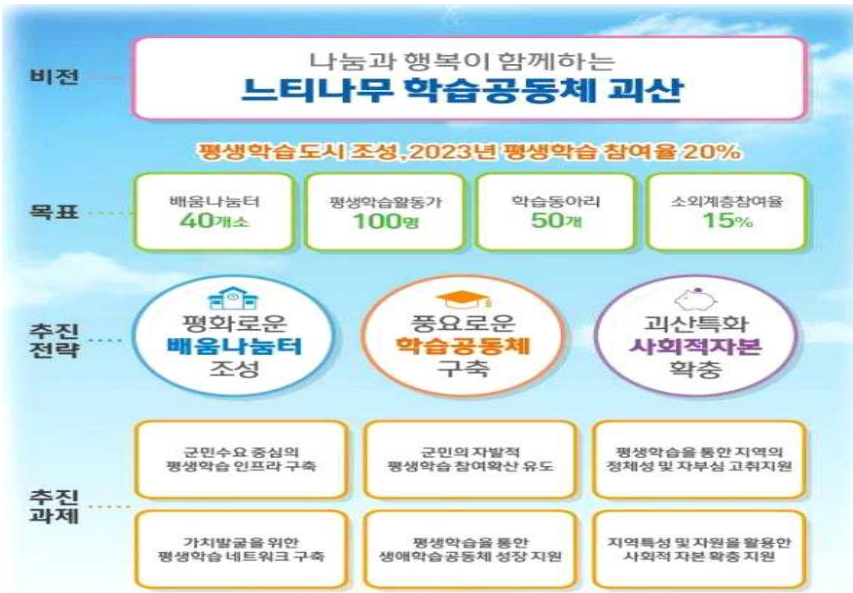 비전
나눔과 행복이 함께하는
느티나무 학습공동체 괴산
평생학습도시 조성, 2023년 평생학습 참여율 20%
목표
배움나눔터
40개소
평생학습활동가
100명
학습동아리
50개
소외계층참여율
15%
추진
전략
평화로운
배움나눔터
조성
풍요로운
학습공동체
구축
괴산특화
사회적자본
확충
추진
과제
군민수요 중심의
평생학습 인프라 구축
군민의 자발적
평생학습 참여확산 유도
평생학습을 통한 지역의
정체성 및 자부심 고취지원
가치발굴을 위한
평생학습 네트워크 구축
평생학습을 통한
생애학습공동체 성장 지원
지역특성 및 자원을 활용한
사회적 자본 확충 지원